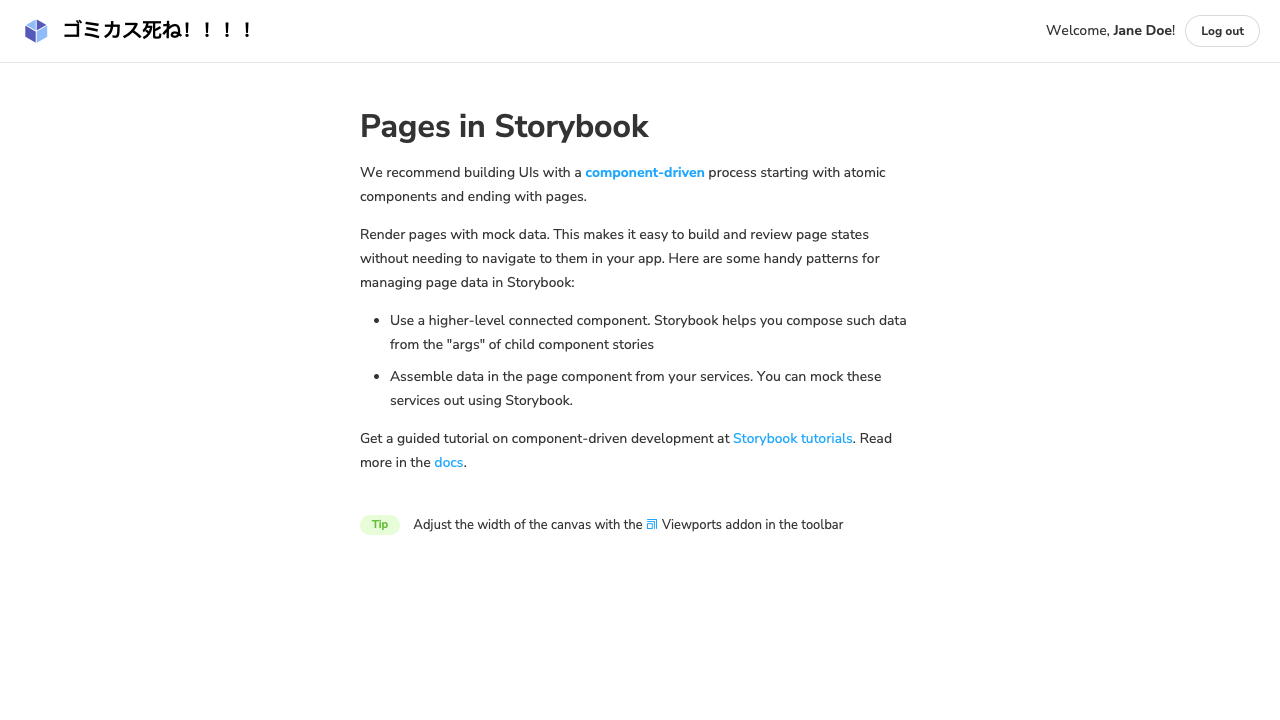 ゴミカス死ね！！！！
Welcome, Jane Doe!
Log out
Pages in Storybook
We recommend building UIs with a component-driven process starting with atomic
components and ending with pages.
Render pages with mock data. This makes it easy to build and review page states
without needing to navigate to them in your app. Here are some handy patterns for
managing page data in Storybook:
Use a higher-level connected component. Storybook helps you compose such data
from the "args" of child component stories
Assemble data in the page component from your services. You can mock these
services out using Storybook.
Get a guided tutorial on component-driven development at Storybook tutorials. Read
more in the docs.
Tip Adjust the width of the canvas with the Viewports addon in the toolbar